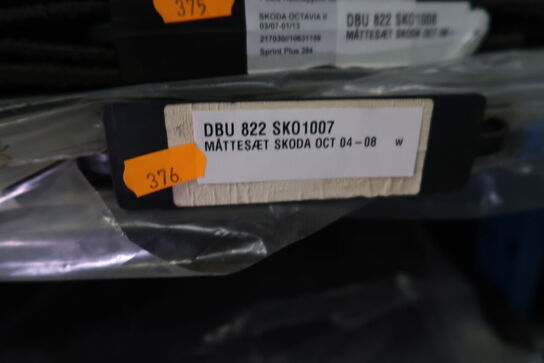 375
SKODA OCTAVIA II
03/07-01/13
217030//10631159
Sprint Plus 284
DBU 822 SKO1008
MÅTTESÆT SKODA OCT 08-
DBU 822 SKO1007
MÅTTESÆT SKODA OCT 04-08 W
376